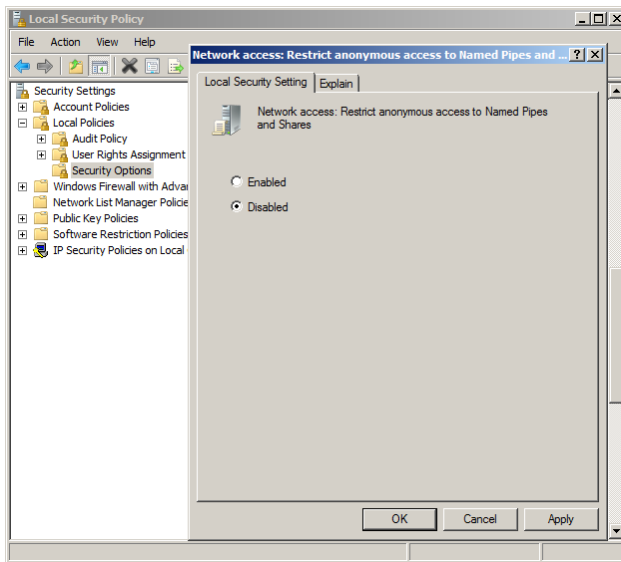 Local Security Policy
File Action View Help
Network access: Restrict anonymous access to Named Pipes and ...
Local Security Setting Explain
Network access: Restrict anonymous access to Named Pipes
and Shares
Enabled
Disabled
OK Cancel Apply
Security Settings
Account Policies
Local Policies
Audit Policy
User Rights Assignment
Security Options
Windows Firewall with Advan
Network List Manager Policie
Public Key Policies
Software Restriction Policies
IP Security Policies on Local